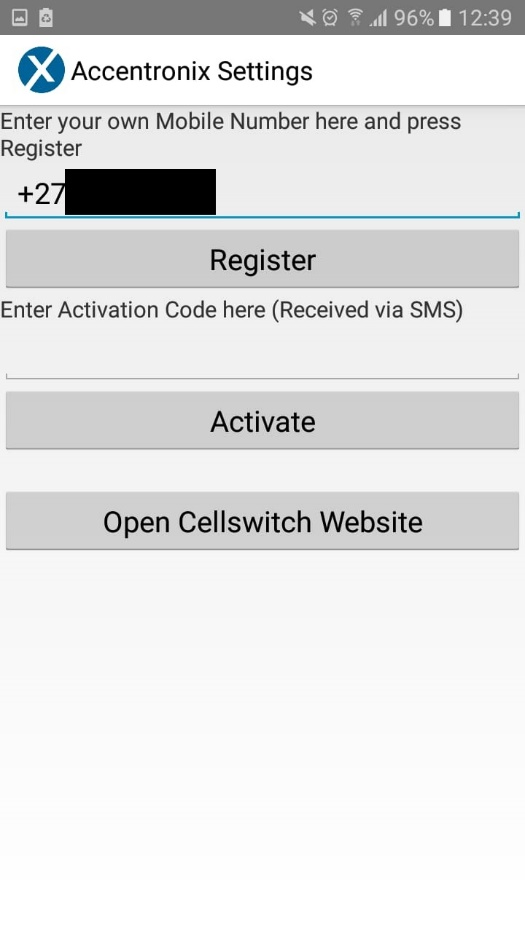 96% 12:39
Accentronix Settings
Enter your own Mobile Number here and press
Register
+27
Register
Enter Activation Code here (Received via SMS)
Activate
Open Cellswitch Website